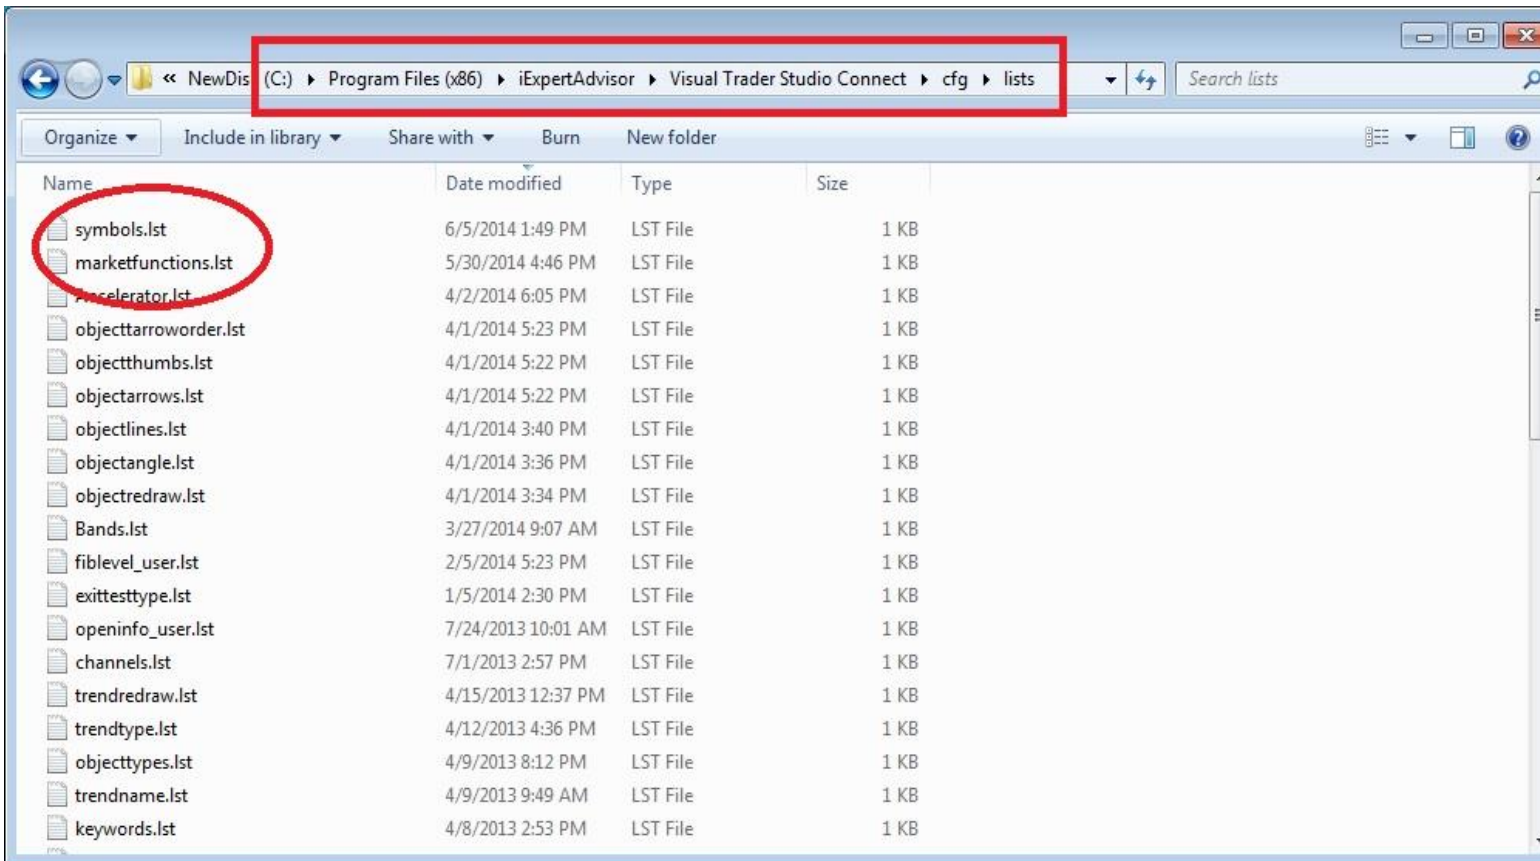 « NewDis (C:) ▸ Program Files (x86) ▸ iExpertAdvisor ▸ Visual Trader Studio Connect ▸ cfg ▸ lists
Search lists
Organize Include in library Share with Burn New folder
Name Date modified Type Size
symbols.lst 6/5/2014 1:49 PM LST File 1 KB
marketfunctions.lst 5/30/2014 4:46 PM LST File 1 KB
Accelerator.lst 4/2/2014 6:05 PM LST File 1 KB
objecttarroworder.lst 4/1/2014 5:23 PM LST File 1 KB
objectthumbs.lst 4/1/2014 5:22 PM LST File 1 KB
objectarrows.lst 4/1/2014 5:22 PM LST File 1 KB
objectlines.lst 4/1/2014 3:40 PM LST File 1 KB
objectangle.lst 4/1/2014 3:36 PM LST File 1 KB
objectredraw.lst 4/1/2014 3:34 PM LST File 1 KB
Bands.lst 3/27/2014 9:07 AM LST File 1 KB
fiblevel_user.lst 2/5/2014 5:23 PM LST File 1 KB
exittesttype.lst 1/5/2014 2:30 PM LST File 1 KB
openinfo_user.lst 7/24/2013 10:01 AM LST File 1 KB
channels.lst 7/1/2013 2:57 PM LST File 1 KB
trendredraw.lst 4/15/2013 12:37 PM LST File 1 KB
trendtype.lst 4/12/2013 4:36 PM LST File 1 KB
objecttypes.lst 4/9/2013 8:12 PM LST File 1 KB
trendname.lst 4/9/2013 9:49 AM LST File 1 KB
keywords.lst 4/8/2013 2:53 PM LST File 1 KB